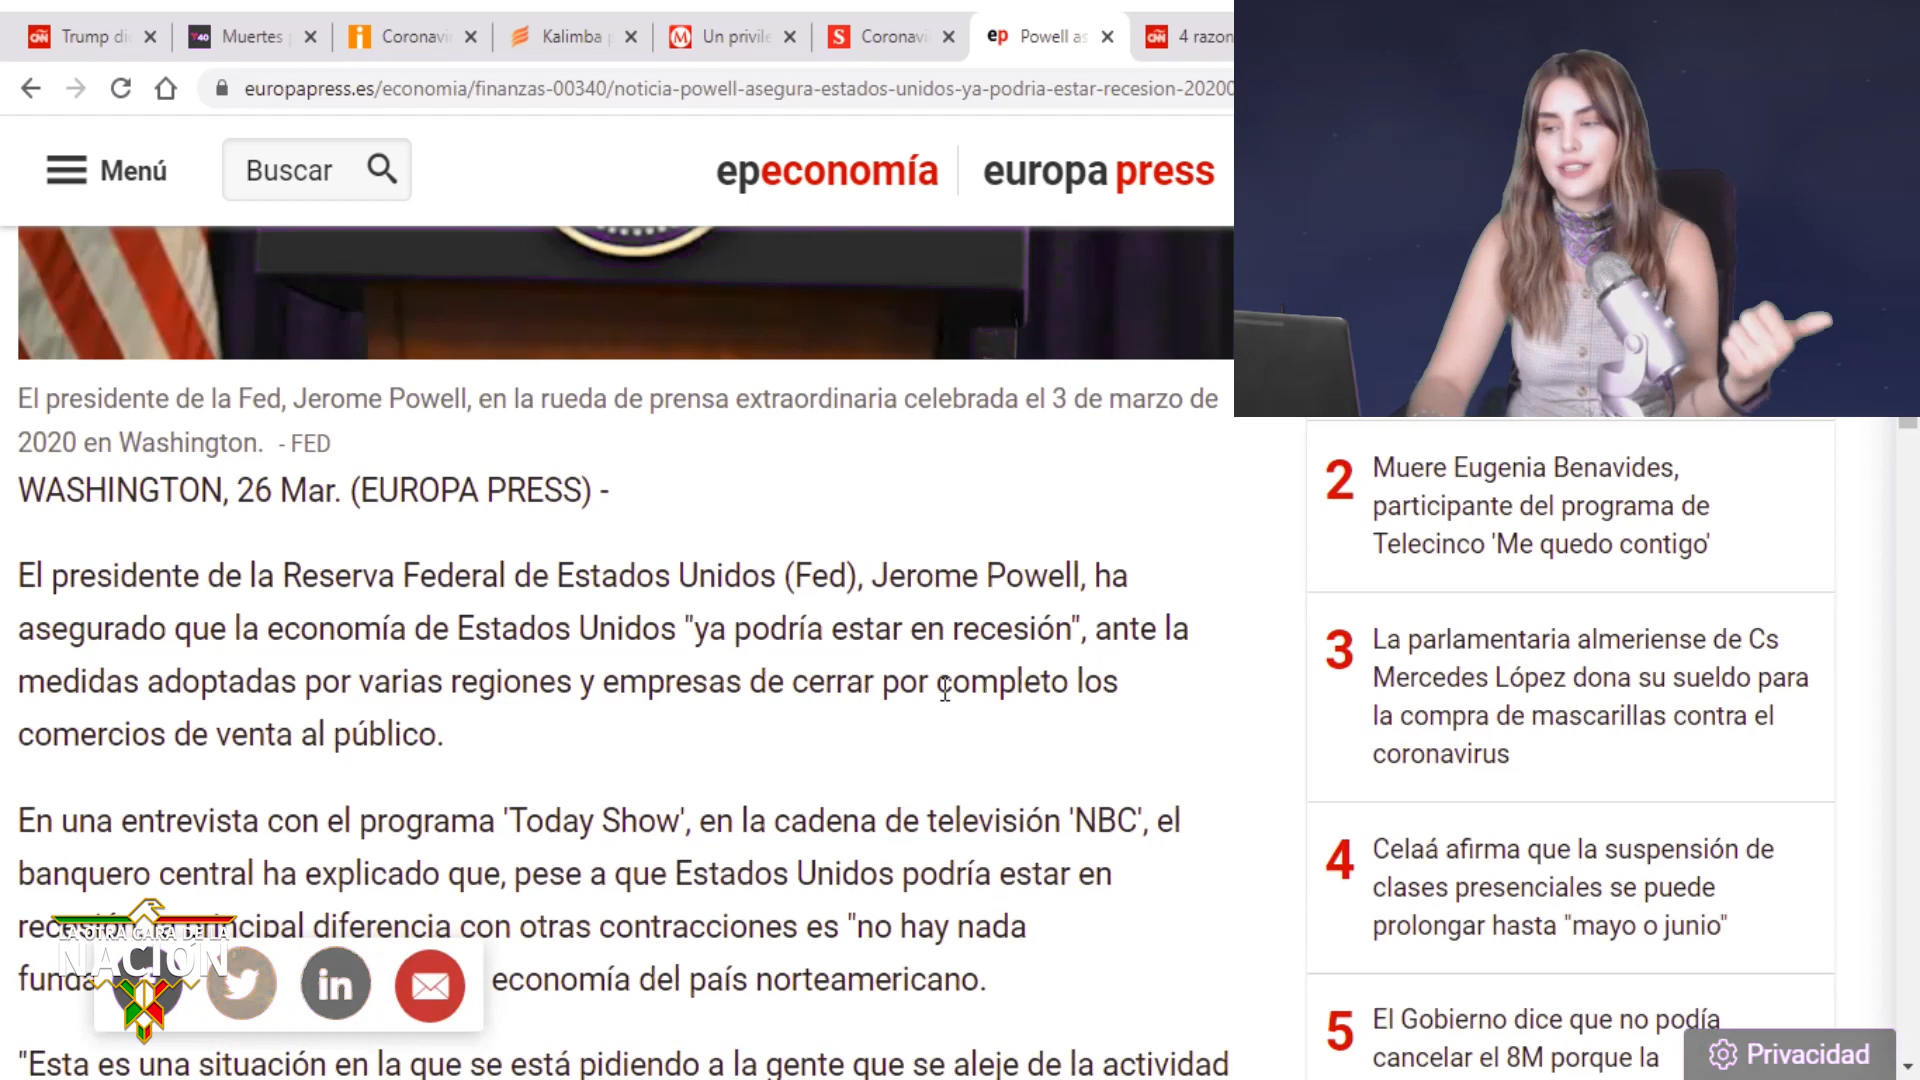 Trump di
Muertes
Coronavi
Kalimba
Un privile
Coronavi
Powell as
4 razon
europapress.es/economia/finanzas-00340/noticia-powell-asegura-estados-unidos-ya-podria-estar-recesion-2020
Menú
Buscar
epeconomía
europa press
El presidente de la Fed, Jerome Powell, en la rueda de prensa extraordinaria celebrada el 3 de marzo de
2020 en Washington. - FED
WASHINGTON, 26 Mar. (EUROPA PRESS) -
El presidente de la Reserva Federal de Estados Unidos (Fed), Jerome Powell, ha
asegurado que la economía de Estados Unidos "ya podría estar en recesión", ante la
medidas adoptadas por varias regiones y empresas de cerrar por completo los
comercios de venta al público.
En una entrevista con el programa 'Today Show', en la cadena de televisión 'NBC', el
banquero central ha explicado que, pese a que Estados Unidos podría estar en
diferencia con otras contracciones es "no hay nada
economía del país norteamericano.
"Esta es una situación en la que se está pidiendo a la gente que se aleje de la actividad
LA OTRA CARA DE LA
NACIÓN
in
2
Muere Eugenia Benavides,
participante del programa de
Telecinco 'Me quedo contigo'
3
La parlamentaria almeriense de Cs
Mercedes López dona su sueldo para
la compra de mascarillas contra el
coronavirus
4
Celaá afirma que la suspensión de
clases presenciales se puede
prolongar hasta "mayo o junio"
5
El Gobierno dice que no podía
cancelar el 8M porque la
Privacidad